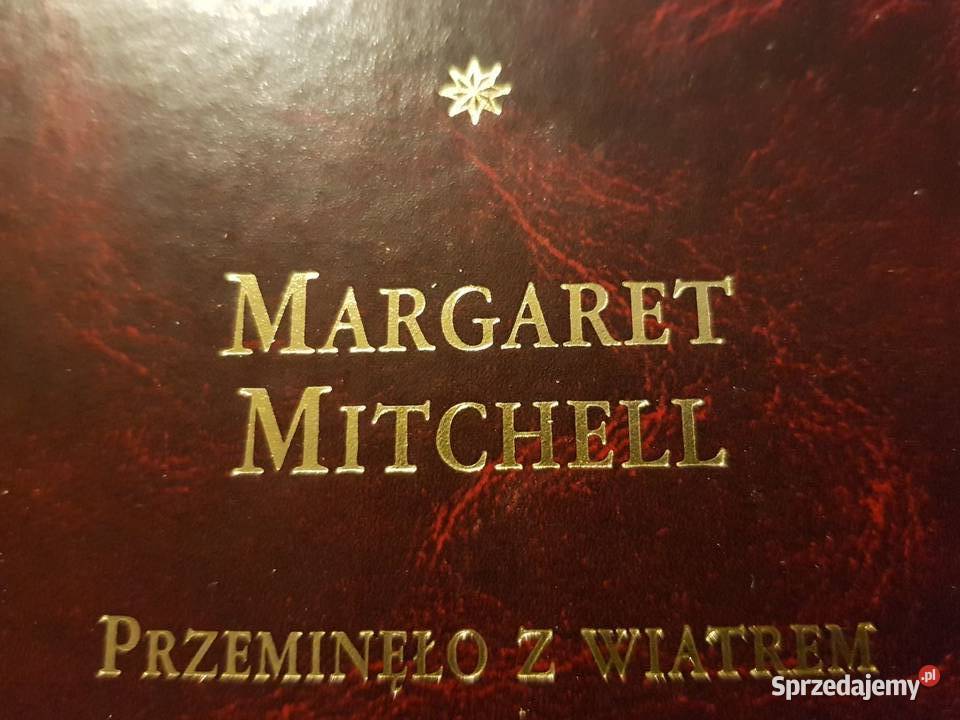 MARGARET
MITCHELL
PRZEMINĘŁO Z WIATREM
Sprzedajemy.pl